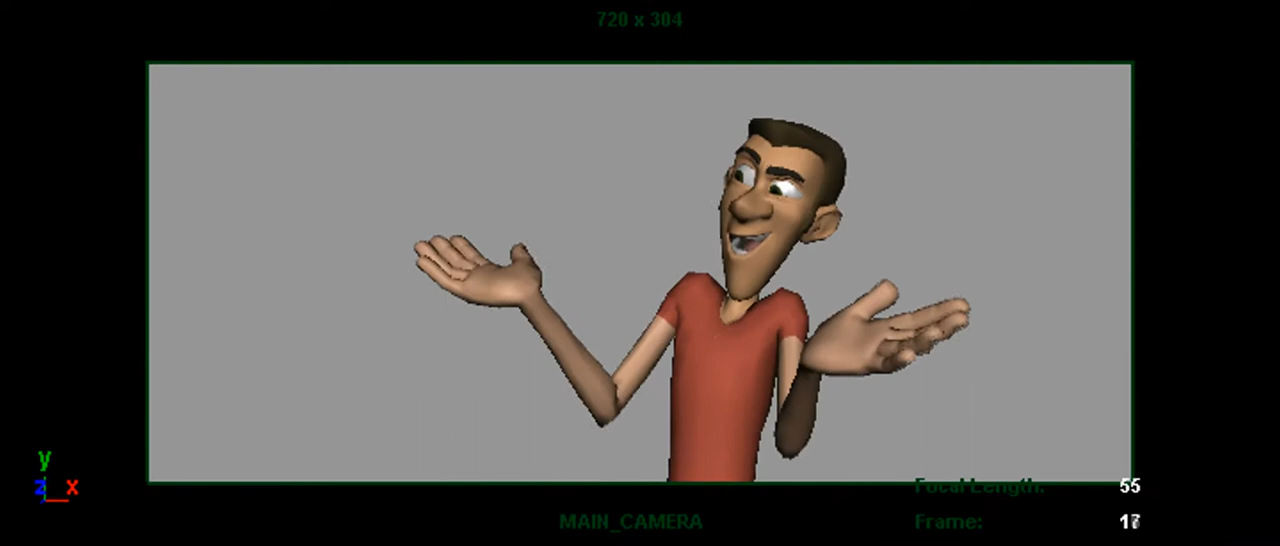 720 x 304
y
z x
Focal Length: 55
MAIN_CAMERA Frame: